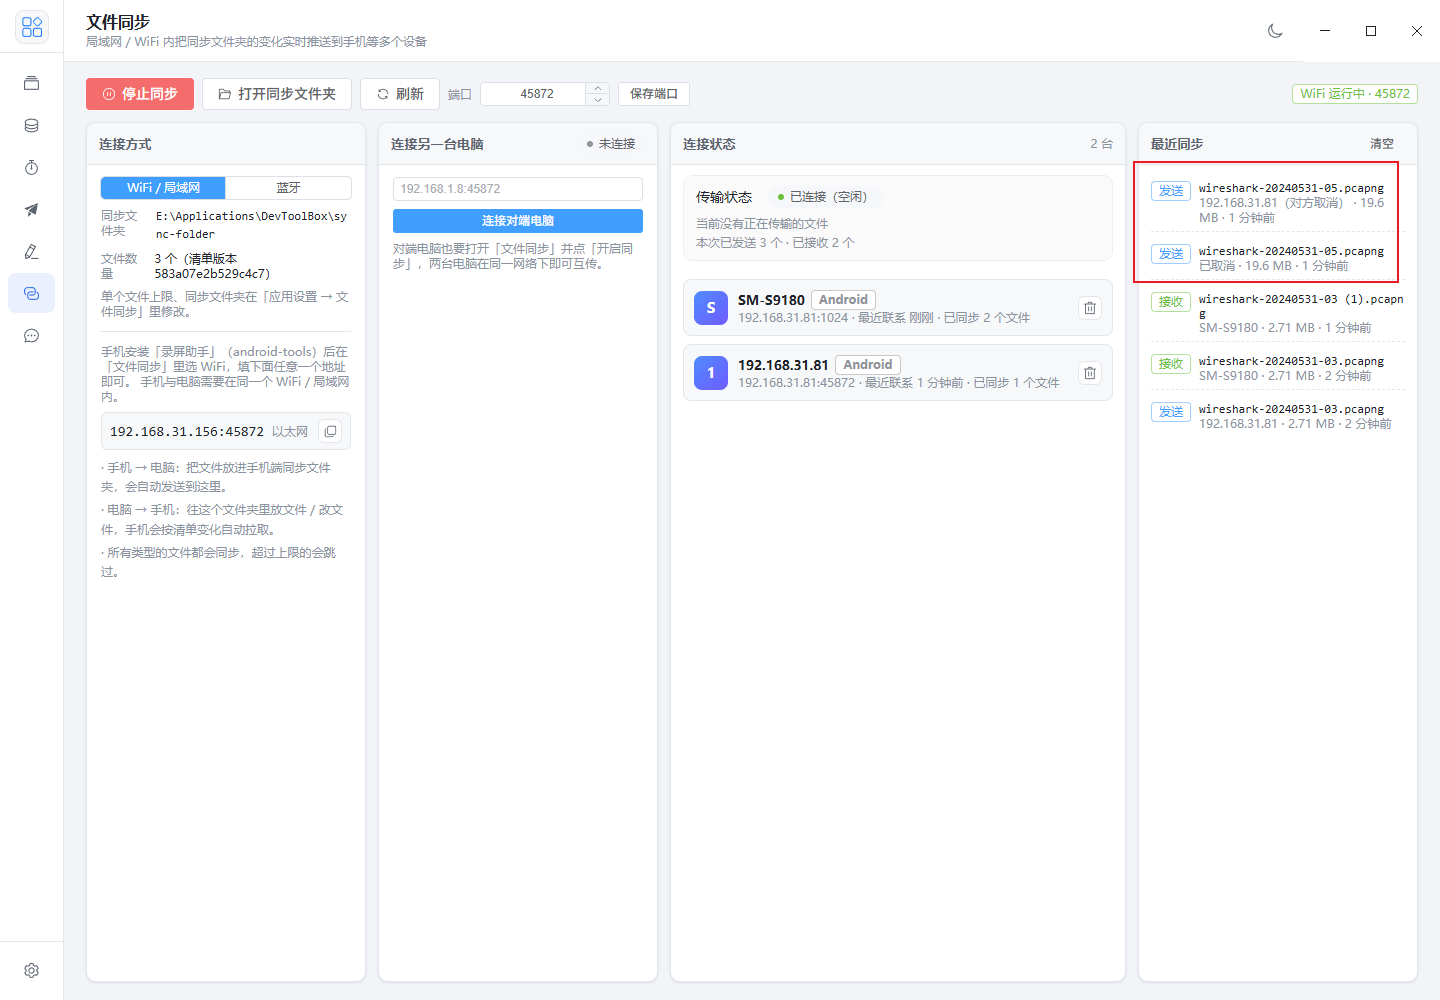 文件同步
局域网 / WiFi 内把同步文件夹的变化实时推送到手机等多个设备
停止同步
打开同步文件夹
刷新
端口
45872
保存端口
WiFi 运行中 · 45872
连接方式
WiFi / 局域网
蓝牙
同步文件夹
E:\Applications\DevToolBox\sy
nc-folder
文件数量
3 个（清单版本
583a07e2b529c4c7）
单个文件上限、同步文件夹在「应用设置 → 文
件同步」里修改。
手机安装「录屏助手」（android-tools）后在
「文件同步」里选 WiFi，填下面任意一个地址
即可。 手机与电脑需要在同一个 WiFi / 局域网
内。
192.168.31.156:45872 以太网
· 手机 → 电脑：把文件放进手机端同步文件
夹，会自动发送到这里。
· 电脑 → 手机：往这个文件夹里放文件 / 改文
件，手机会按清单变化自动拉取。
· 所有类型的文件都会同步，超过上限的会跳
过。
连接另一台电脑
未连接
192.168.1.8:45872
连接对端电脑
对端电脑也要打开「文件同步」并点「开启同
步」，两台电脑在同一网络下即可互传。
连接状态
2 台
传输状态
已连接（空闲）
当前没有正在传输的文件
本次已发送 3 个 · 已接收 2 个
S
SM-S9180 Android
192.168.31.81:1024 · 最近联系 刚刚 · 已同步 2 个文件
1
192.168.31.81 Android
192.168.31.81:45872 · 最近联系 1 分钟前 · 已同步 1 个文件
最近同步
清空
发送
wireshark-20240531-05.pcapng
192.168.31.81（对方取消） · 19.6
MB · 1 分钟前
发送
wireshark-20240531-05.pcapng
已取消 · 19.6 MB · 1 分钟前
接收
wireshark-20240531-03 (1).pcapn
g
SM-S9180 · 2.71 MB · 1 分钟前
接收
wireshark-20240531-03.pcapng
SM-S9180 · 2.71 MB · 2 分钟前
发送
wireshark-20240531-03.pcapng
192.168.31.81 · 2.71 MB · 2 分钟前